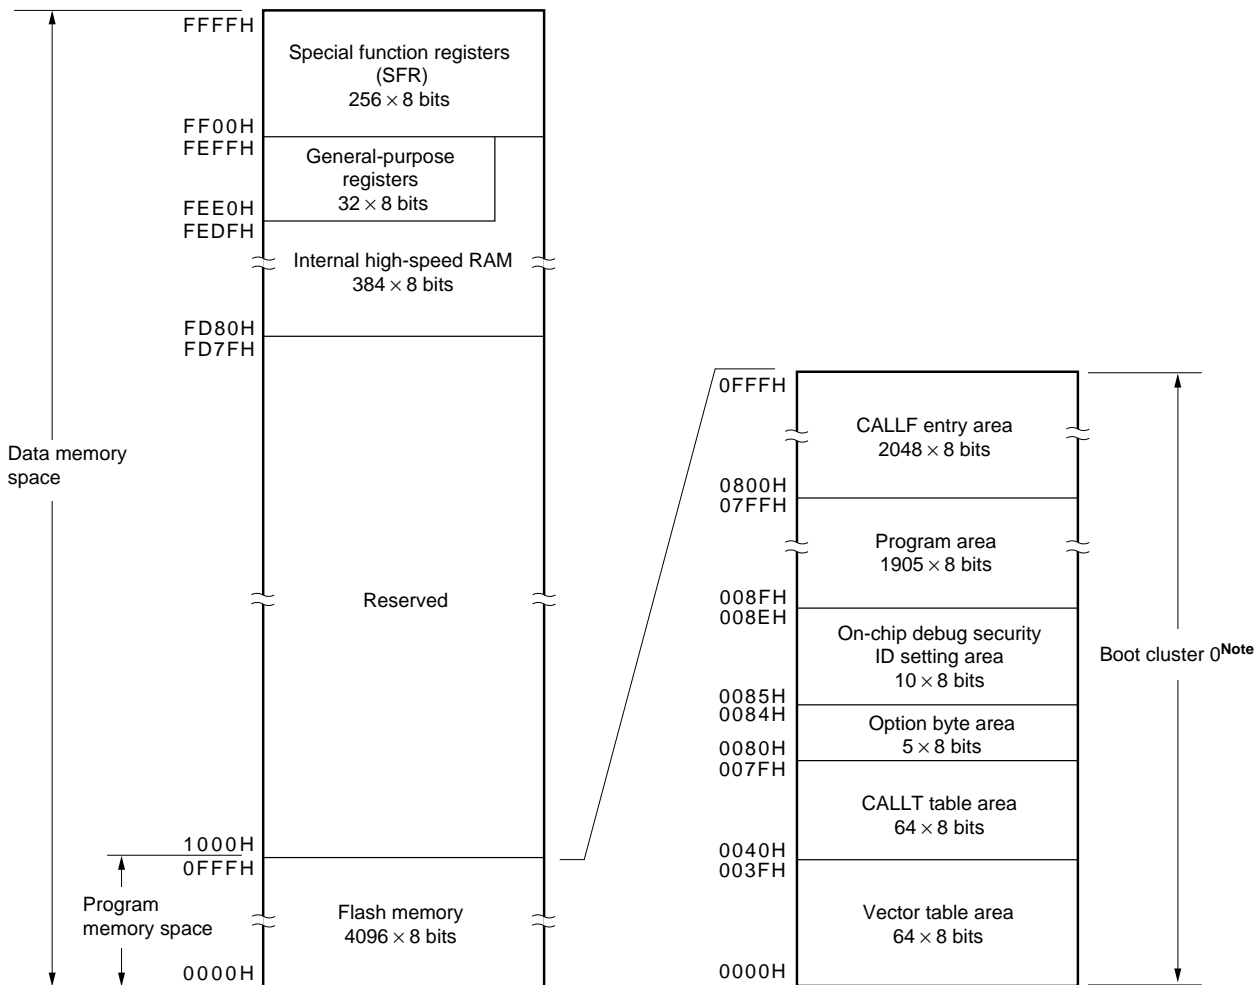 FFFFH
Special function registers
(SFR)
256 × 8 bits
FF00H
FEFFH
General-purpose
registers
32 × 8 bits
FEE0H
FEDFH
Internal high-speed RAM
384 × 8 bits
FD80H
FD7FH
Data memory
space
Reserved
1000H
0FFFH
Program
memory space
Flash memory
4096 × 8 bits
0000H
0FFFH
CALLF entry area
2048 × 8 bits
0800H
07FFH
Program area
1905 × 8 bits
008FH
008EH
On-chip debug security
ID setting area
10 × 8 bits
0085H
0084H
Option byte area
5 × 8 bits
0080H
007FH
CALLT table area
64 × 8 bits
0040H
003FH
Vector table area
64 × 8 bits
0000H
Boot cluster 0Note